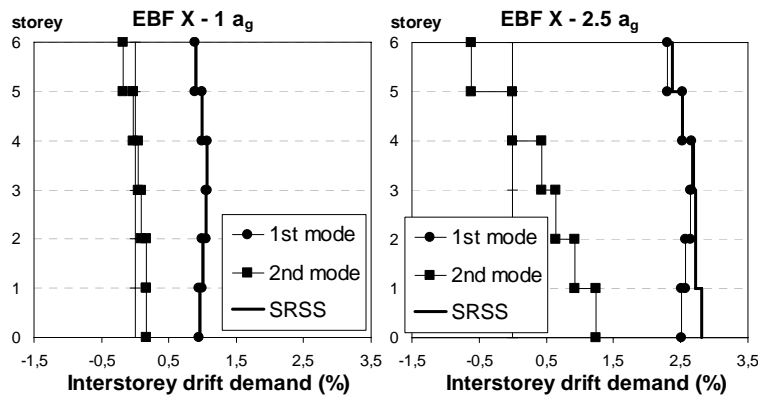 EBF X - 1 ag
storey
6
5
4
3
2
1
0
1st mode
2nd mode
SRSS
-1,5 -0,5 0,5 1,5 2,5 3,5
Interstorey drift demand (%)
EBF X - 2.5 ag
storey
6
5
4
3
2
1
0
1st mode
2nd mode
SRSS
-1,5 -0,5 0,5 1,5 2,5 3,5
Interstorey drift demand (%)